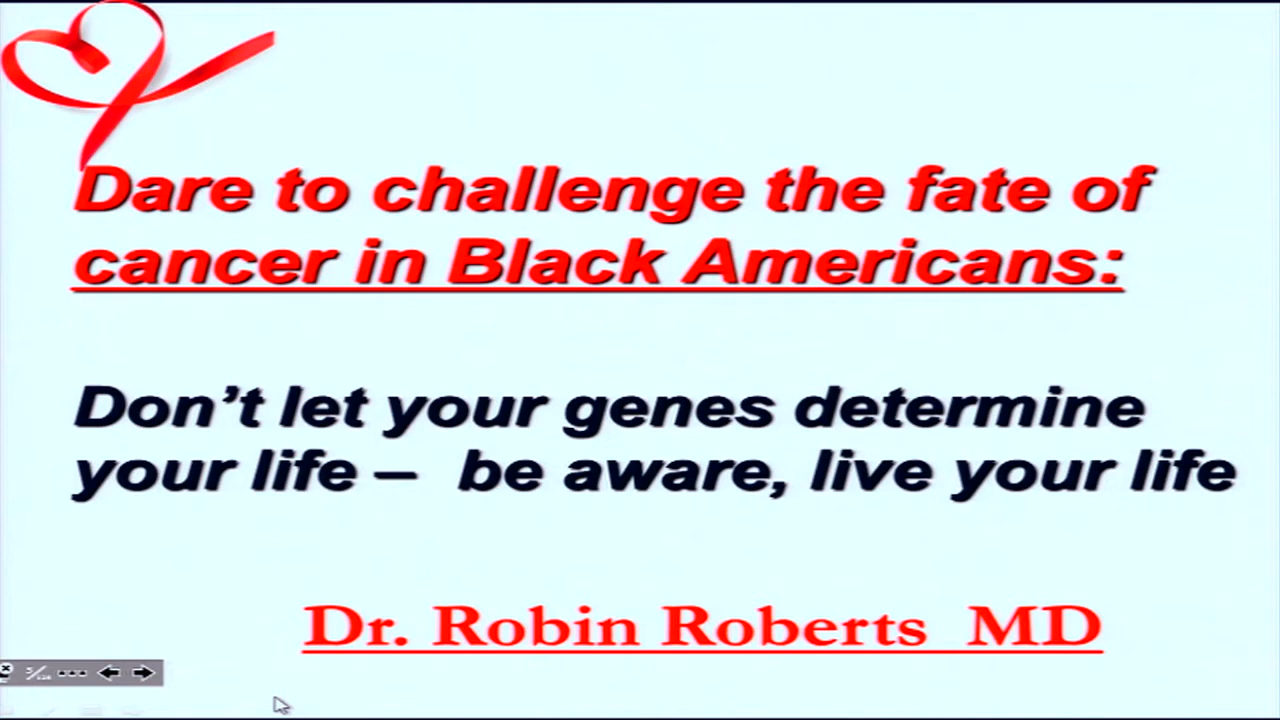 Dare to challenge the fate of
cancer in Black Americans:
Don't let your genes determine
your life – be aware, live your life
Dr. Robin Roberts MD